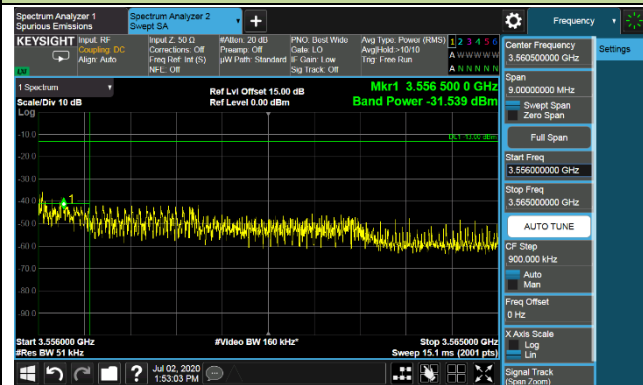 Spectrum Analyzer 1
Spurious Emissions
Spectrum Analyzer 2
Swept SA
+
Frequency
KEYSIGHT
Input: RF
Coupling: DC
Align: Auto
Input Z: 50 Ω
Corrections: Off
Freq Ref: Int (S)
NFE: Off
#Atten: 20 dB
Preamp: Off
µW Path: Standard
PNO: Best Wide
Gate: LO
IF Gain: Low
Sig Track: Off
Avg Type: Power (RMS)
Avg|Hold:>10/10
Trig: Free Run
1 2 3 4 5 6
A W W W W W
A N N N N N
LW
1 Spectrum
Scale/Div 10 dB
Log
Ref Lvl Offset 15.00 dB
Ref Level 0.00 dBm
Mkr1 3.556 500 0 GHz
Band Power -31.539 dBm
DL1 -13.00 dBm
-10.0
-20.0
-30.0
-40.0
-50.0
-60.0
-70.0
-80.0
-90.0
1
Start 3.556000 GHz
#Res BW 51 kHz
#Video BW 160 kHz*
Stop 3.565000 GHz
Sweep 15.1 ms (2001 pts)
Center Frequency
3.560500000 GHz
Settings
Span
9.00000000 MHz
Swept Span
Zero Span
Full Span
Start Freq
3.556000000 GHz
Stop Freq
3.565000000 GHz
AUTO TUNE
CF Step
900.000 kHz
Auto
Man
Freq Offset
0 Hz
X Axis Scale
Log
Lin
Signal Track
(Span Zoom)
?
Jul 02, 2020
1:53:03 PM